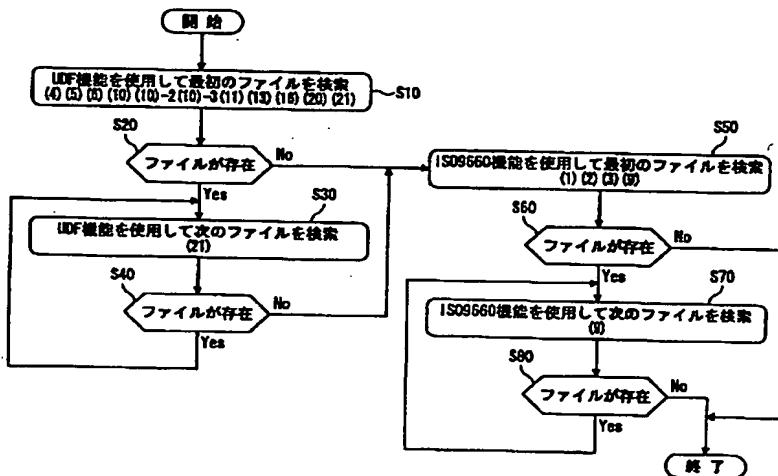 開始
UDF機能を使用して最初のファイルを検索
(4)(5)(6)(10)(10)-2(10)-3(11)(13)(16)(20)(21)
S10
S20
ファイルが存在
No
Yes
S30
UDF機能を使用して次のファイルを検索
(21)
S40
ファイルが存在
No
Yes
S50
ISO9660機能を使用して最初のファイルを検索
(1)(2)(3)(9)
S60
ファイルが存在
No
Yes
S70
ISO9660機能を使用して次のファイルを検索
(9)
S80
ファイルが存在
No
Yes
終了